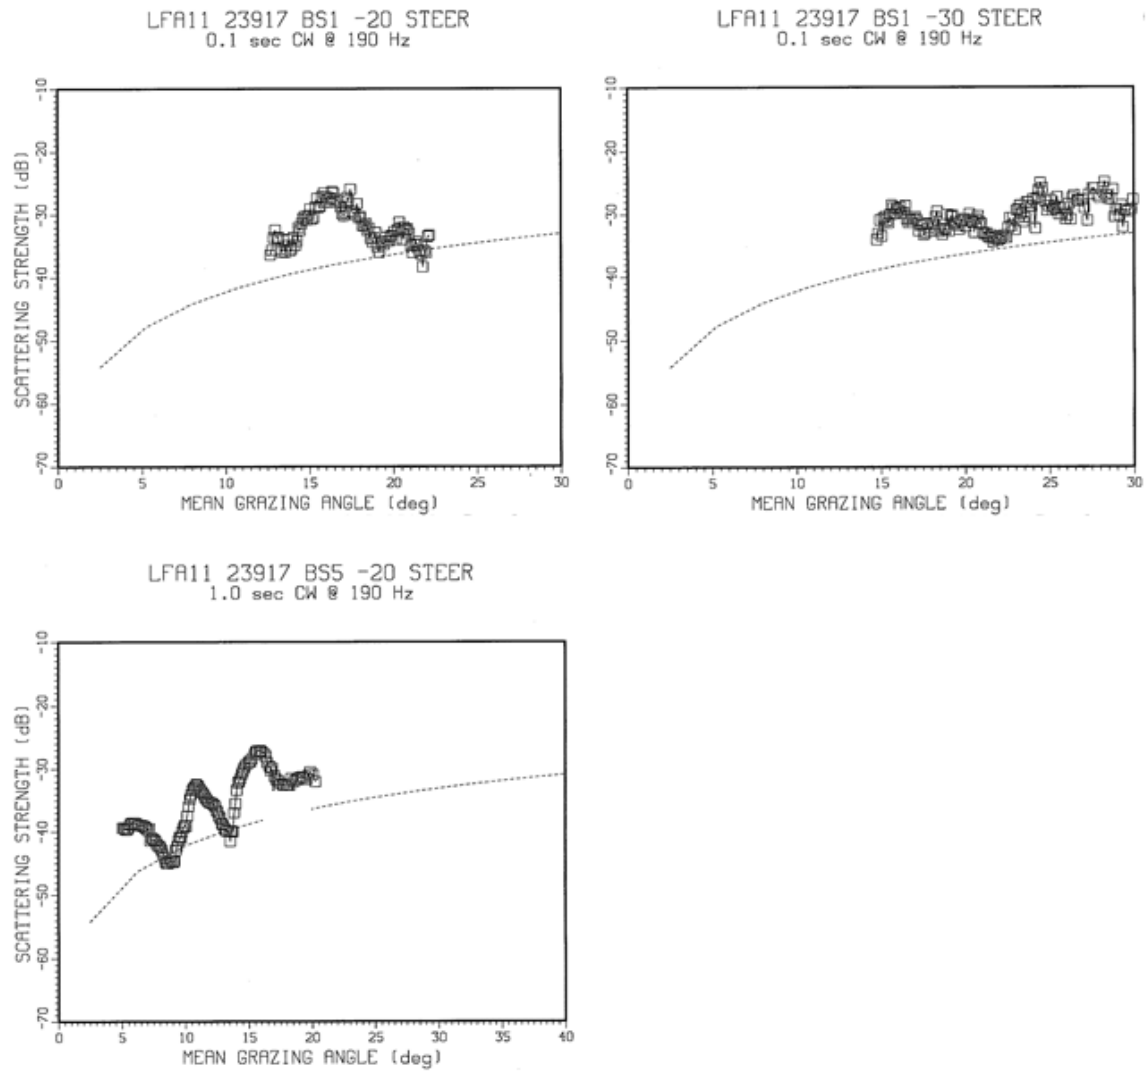 LFA11 23917 BS1 -20 STEER
0.1 sec CW @ 190 Hz
SCATTERING STRENGTH (dB)
-10
-20
-30
-40
-50
-60
-70
0 5 10 15 20 25 30
MEAN GRAZING ANGLE (deg)
LFA11 23917 BS1 -30 STEER
0.1 sec CW @ 190 Hz
-10
-20
-30
-40
-50
-60
-70
0 5 10 15 20 25 30
MEAN GRAZING ANGLE (deg)
LFA11 23917 BS5 -20 STEER
1.0 sec CW @ 190 Hz
SCATTERING STRENGTH (dB)
-10
-20
-30
-40
-50
-60
-70
0 5 10 15 20 25 30 35 40
MEAN GRAZING ANGLE (deg)